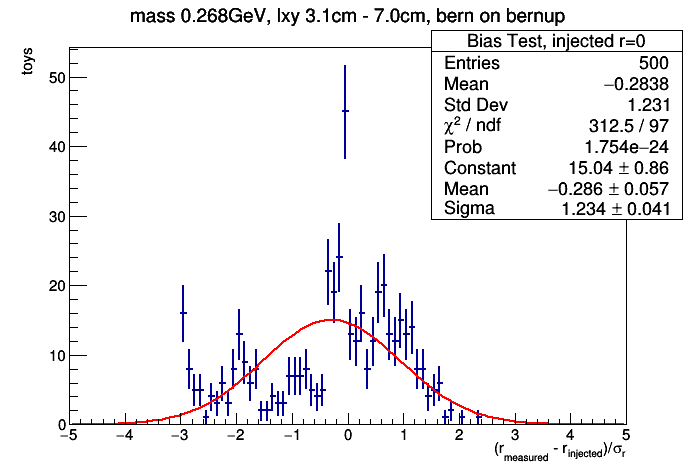 mass 0.268GeV, lxy 3.1cm - 7.0cm, bern on bernup
Bias Test, injected r=0
Entries 500
Mean −0.2838
Std Dev 1.231
χ² / ndf 312.5 / 97
Prob 1.754e−24
Constant 15.04 ± 0.86
Mean −0.286 ± 0.057
Sigma 1.234 ± 0.041
toys
50
40
30
20
10
0
−5 −4 −3 −2 −1 0 1 2 3 4 5
(r_measured - r_injected)/σ_r